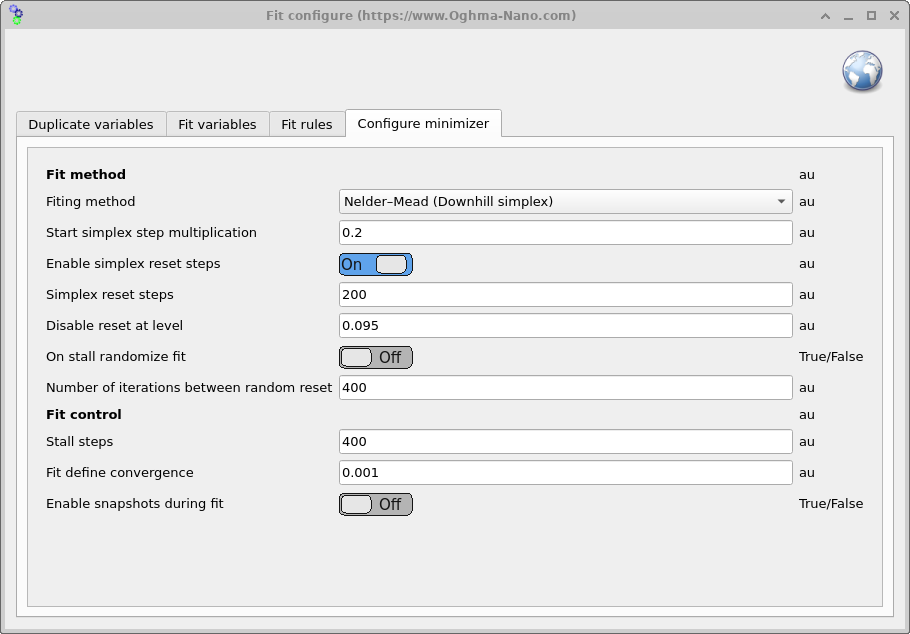 Fit configure (https://www.Oghma-Nano.com)
Duplicate variables Fit variables Fit rules Configure minimizer
Fit method au
Fiting method Nelder–Mead (Downhill simplex) au
Start simplex step multiplication 0.2 au
Enable simplex reset steps On au
Simplex reset steps 200 au
Disable reset at level 0.095 au
On stall randomize fit Off True/False
Number of iterations between random reset 400 au
Fit control au
Stall steps 400 au
Fit define convergence 0.001 au
Enable snapshots during fit Off True/False